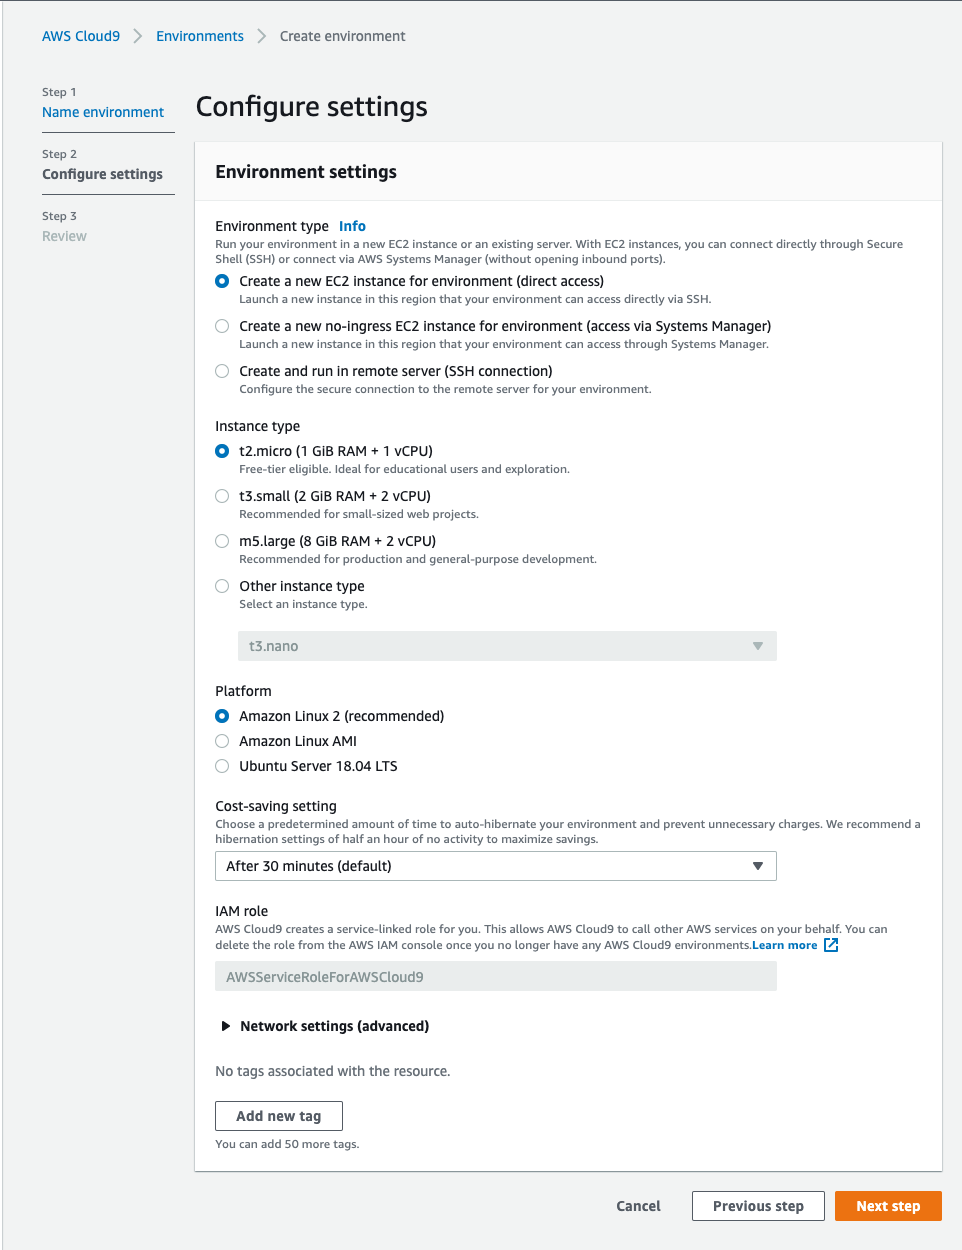 AWS Cloud9 > Environments > Create environment
Step 1
Name environment
Step 2
Configure settings
Step 3
Review
Configure settings
Environment settings
Environment type Info
Run your environment in a new EC2 instance or an existing server. With EC2 instances, you can connect directly through Secure
Shell (SSH) or connect via AWS Systems Manager (without opening inbound ports).
Create a new EC2 instance for environment (direct access)
Launch a new instance in this region that your environment can access directly via SSH.
Create a new no-ingress EC2 instance for environment (access via Systems Manager)
Launch a new instance in this region that your environment can access through Systems Manager.
Create and run in remote server (SSH connection)
Configure the secure connection to the remote server for your environment.
Instance type
t2.micro (1 GiB RAM + 1 vCPU)
Free-tier eligible. Ideal for educational users and exploration.
t3.small (2 GiB RAM + 2 vCPU)
Recommended for small-sized web projects.
m5.large (8 GiB RAM + 2 vCPU)
Recommended for production and general-purpose development.
Other instance type
Select an instance type.
t3.nano
Platform
Amazon Linux 2 (recommended)
Amazon Linux AMI
Ubuntu Server 18.04 LTS
Cost-saving setting
Choose a predetermined amount of time to auto-hibernate your environment and prevent unnecessary charges. We recommend a
hibernation settings of half an hour of no activity to maximize savings.
After 30 minutes (default)
IAM role
AWS Cloud9 creates a service-linked role for you. This allows AWS Cloud9 to call other AWS services on your behalf. You can
delete the role from the AWS IAM console once you no longer have any AWS Cloud9 environments.Learn more
AWSServiceRoleForAWSCloud9
Network settings (advanced)
No tags associated with the resource.
Add new tag
You can add 50 more tags.
Cancel Previous step Next step